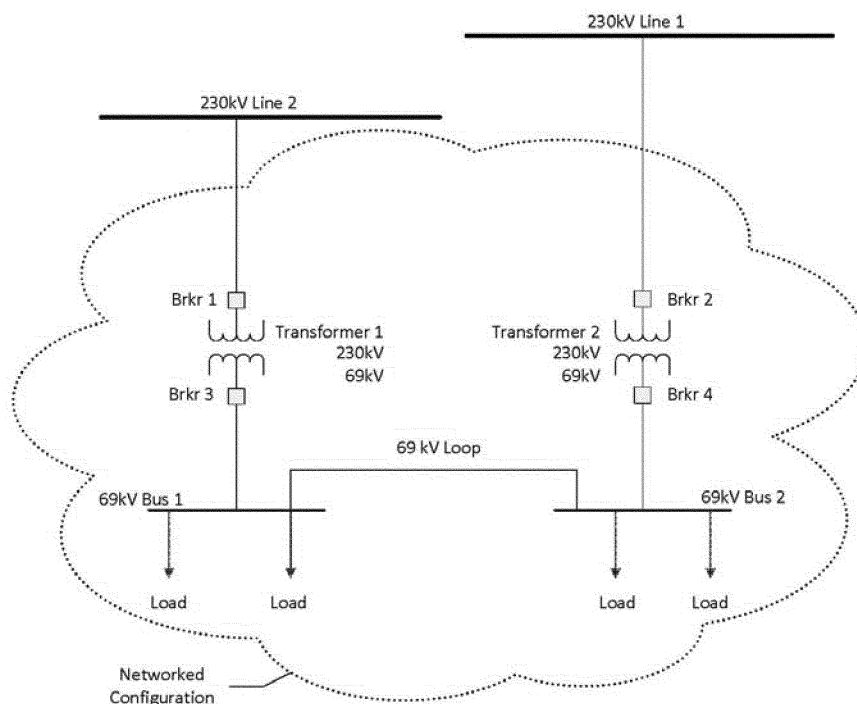 230kV Line 1
230kV Line 2
Brkr 1
Transformer 1
230kV
69kV
Brkr 3
Brkr 2
Transformer 2
230kV
69kV
Brkr 4
69 kV Loop
69kV Bus 1
69kV Bus 2
Load
Load
Load
Load
Networked
Configuration